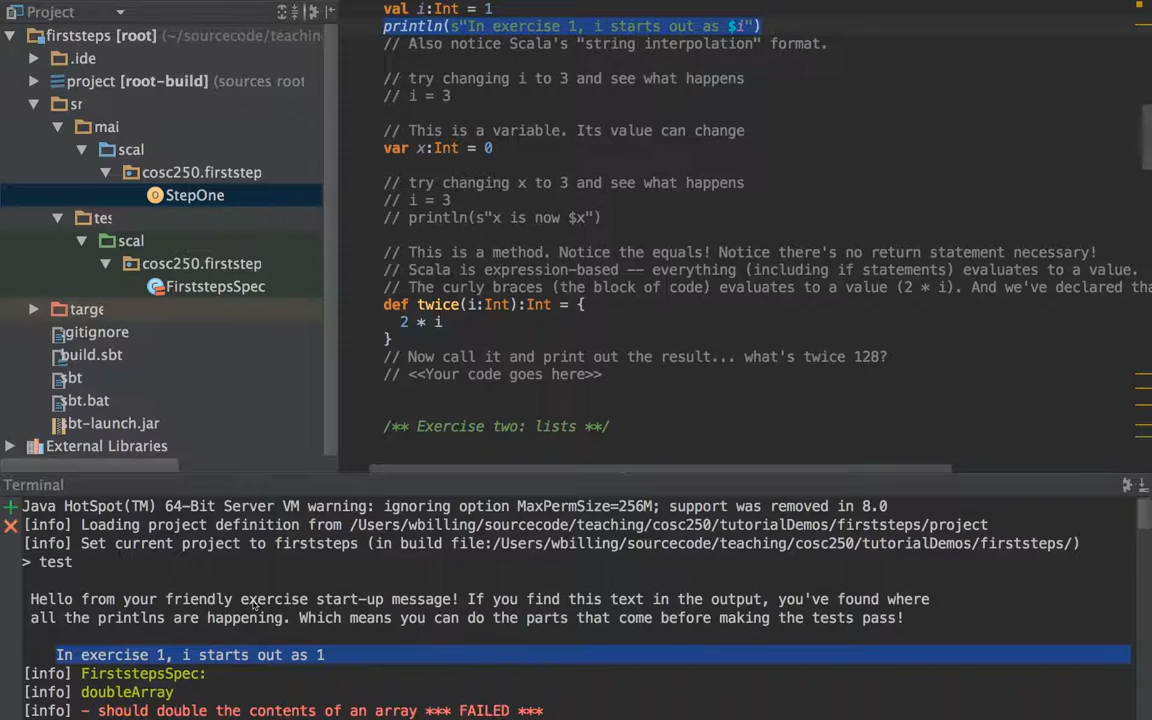 Project
firststeps [root] (~/sourcecode/teachin
.ide
project [root-build] (sources root
sr
mai
scal
cosc250.firststep
StepOne
tes
scal
cosc250.firststep
FirststepsSpec
targe
.gitignore
build.sbt
sbt
sbt.bat
sbt-launch.jar
External Libraries
val i:Int = 1
println(s"In exercise 1, i starts out as $i")
// Also notice Scala's "string interpolation" format.
// try changing i to 3 and see what happens
// i = 3
// This is a variable. Its value can change
var x:Int = 0
// try changing x to 3 and see what happens
// i = 3
// println(s"x is now $x")
// This is a method. Notice the equals! Notice there's no return statement necessary!
// Scala is expression-based -- everything (including if statements) evaluates to a value.
// The curly braces (the block of code) evaluates to a value (2 * i). And we've declared tha
def twice(i:Int):Int = {
2 * i
}
// Now call it and print out the result... what's twice 128?
// <<Your code goes here>>
/** Exercise two: lists **/
Terminal
Java HotSpot(TM) 64-Bit Server VM warning: ignoring option MaxPermSize=256M; support was removed in 8.0
[info] Loading project definition from /Users/wbilling/sourcecode/teaching/cosc250/tutorialDemos/firststeps/project
[info] Set current project to firststeps (in build file:/Users/wbilling/sourcecode/teaching/cosc250/tutorialDemos/firststeps/)
> test
Hello from your friendly exercise start-up message! If you find this text in the output, you've found where
all the printlns are happening. Which means you can do the parts that come before making the tests pass!
In exercise 1, i starts out as 1
[info] FirststepsSpec:
[info] doubleArray
[info] - should double the contents of an array *** FAILED ***